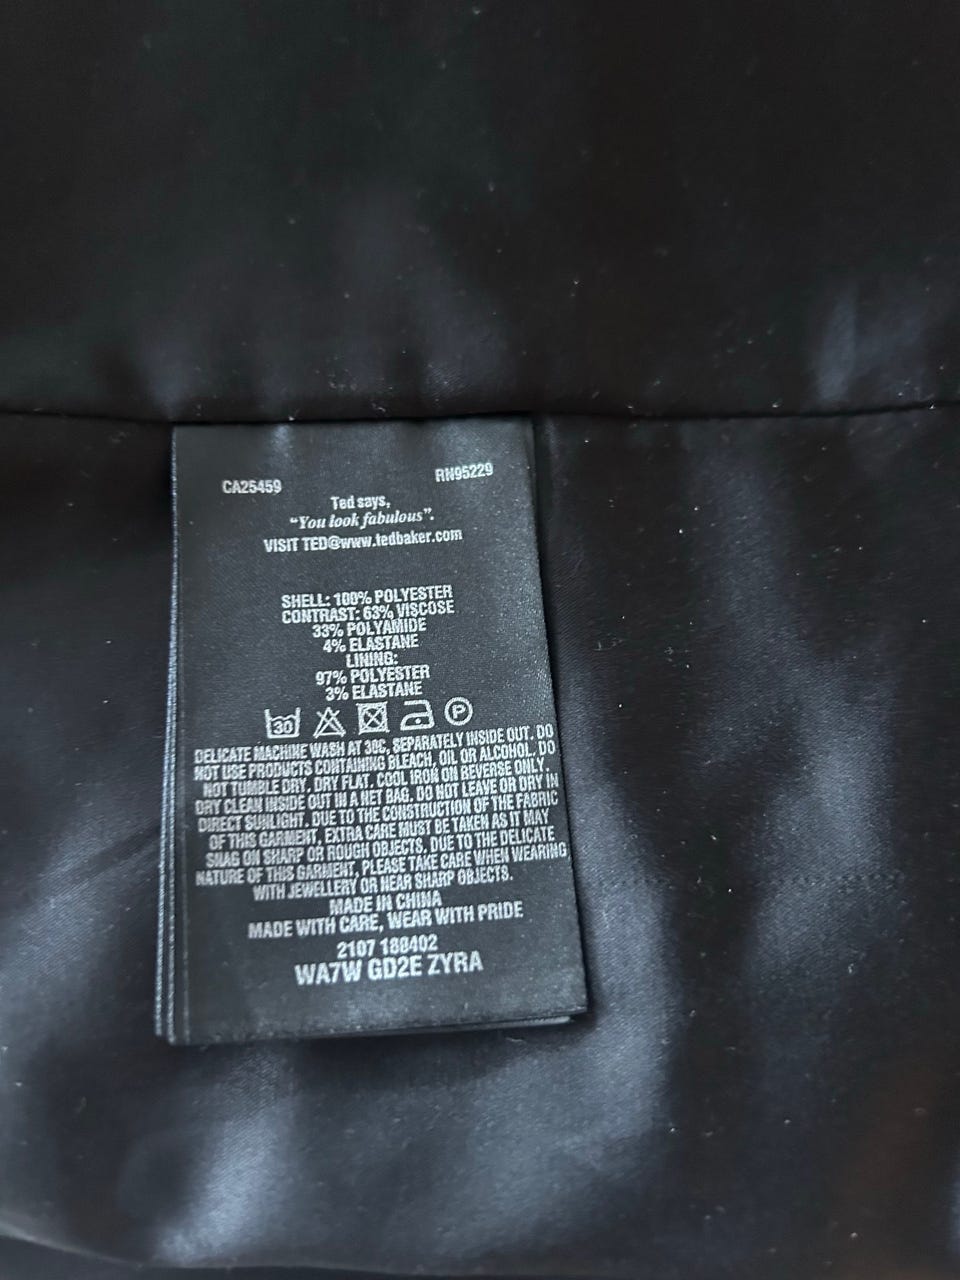 CA25459 RN95229
Ted says,
“You look fabulous”.
VISIT TED@www.tedbaker.com
SHELL: 100% POLYESTER
CONTRAST: 63% VISCOSE
33% POLYAMIDE
4% ELASTANE
LINING:
97% POLYESTER
3% ELASTANE
30 P
DELICATE MACHINE WASH AT 30C, SEPARATELY INSIDE OUT. DO
NOT USE PRODUCTS CONTAINING BLEACH, OIL OR ALCOHOL. DO
NOT TUMBLE DRY. DRY FLAT. COOL IRON ON REVERSE ONLY.
DRY CLEAN INSIDE OUT IN A NET BAG. DO NOT LEAVE OR DRY IN
DIRECT SUNLIGHT. DUE TO THE CONSTRUCTION OF THE FABRIC
OF THIS GARMENT, EXTRA CARE MUST BE TAKEN AS IT MAY
SNAG ON SHARP OR ROUGH OBJECTS. DUE TO THE DELICATE
NATURE OF THIS GARMENT, PLEASE TAKE CARE WHEN WEARING
WITH JEWELLERY OR NEAR SHARP OBJECTS.
MADE IN CHINA
MADE WITH CARE, WEAR WITH PRIDE
2107 188402
WA7W GD2E ZYRA